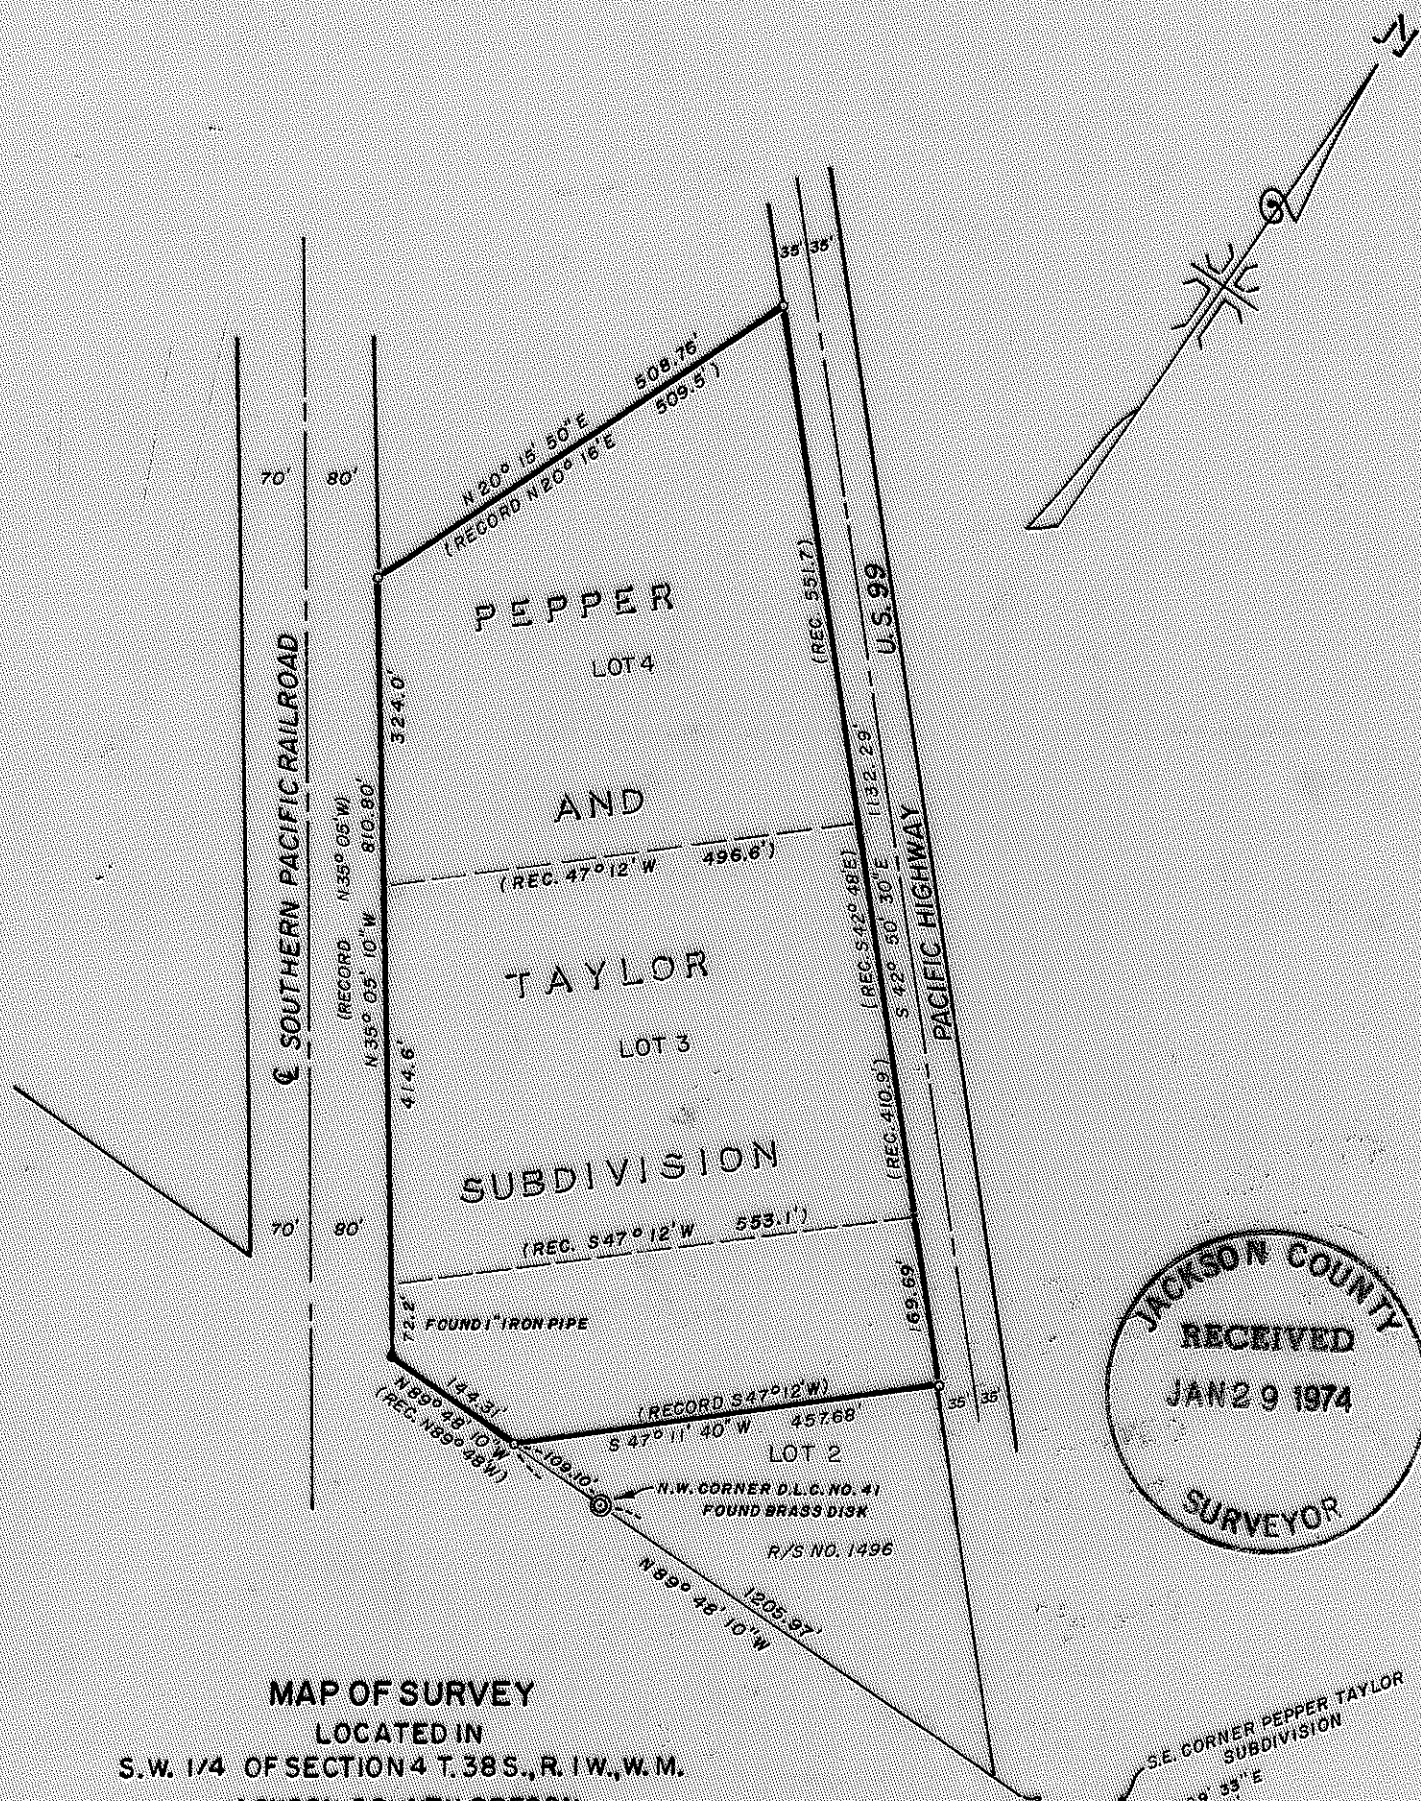 N
35' 35'
508.76'
509.5')
N 20° 15' 50" E
(RECORD N 20° 16' E
70' 80'
PEPPER
LOT 4
(REC. 551.7)
U.S. 99
324.0'
SOUTHERN PACIFIC RAILROAD
(RECORD N 35° 05' W)
N 35° 05' 10" W 810.80'
AND
1132.29'
S 42° 50' 30" E
(REC. S 42° 48' E)
PACIFIC HIGHWAY
(REC. 47° 12' W 496.6')
TAYLOR
LOT 3
414.6'
(REC. 410.9')
SUBDIVISION
(REC. S 47° 12' W 553.1')
70' 80'
169.69'
72.2'
FOUND 1" IRON PIPE
144.31'
N 89° 48' 10" W
(REC. N 89° 48' W)
(RECORD S 47° 12' W)
S 47° 11' 40" W 457.68'
35' 35'
LOT 2
109.10'
N.W. CORNER D.L.C. NO. 41
FOUND BRASS DISK
R/S NO. 1496
1205.97'
N 89° 48' 10" W
JACKSON COUNTY
RECEIVED
JAN 29 1974
SURVEYOR
MAP OF SURVEY
LOCATED IN
S.W. 1/4 OF SECTION 4 T. 38 S., R. 1 W., W. M.
S.E. CORNER PEPPER TAYLOR
SUBDIVISION
33" E